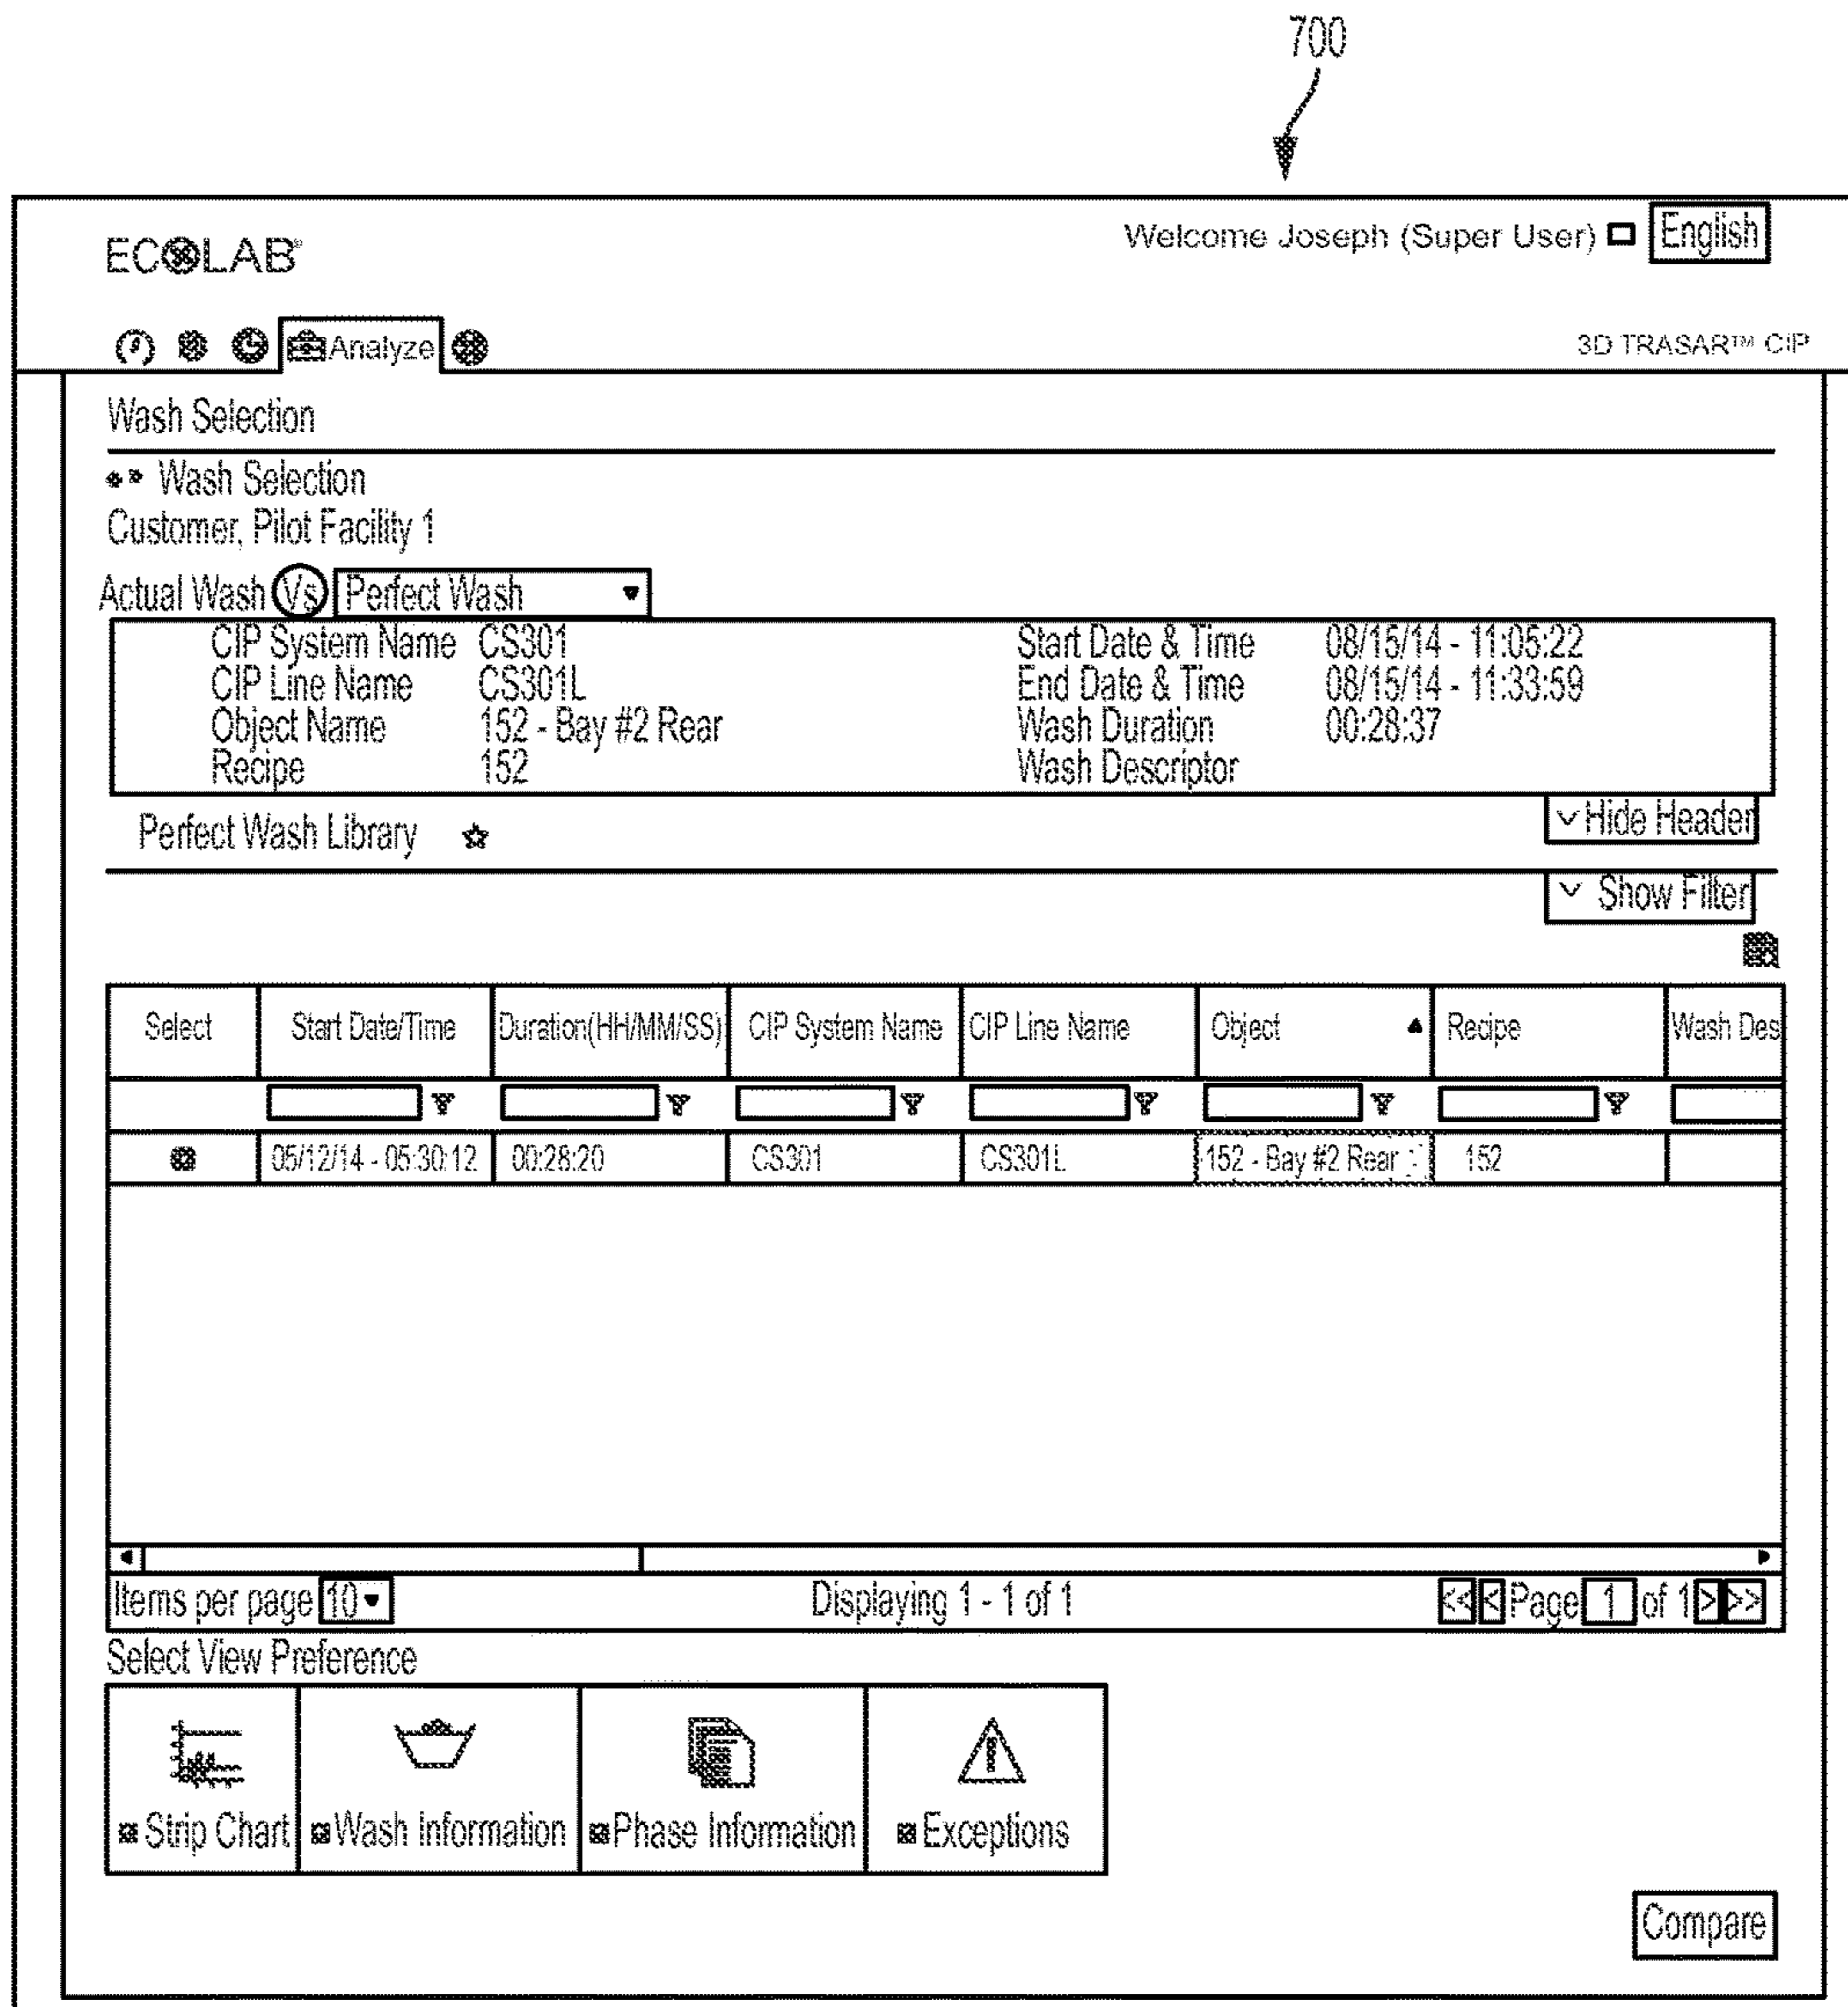 700
ECOLAB®
Welcome Joseph (Super User) English
Analyze
3D TRASAR™ CIP
Wash Selection
Wash Selection
Customer, Pilot Facility 1
Actual Wash Vs Perfect Wash
CIP System Name CS301 Start Date & Time 08/15/14 - 11:05:22
CIP Line Name CS301L End Date & Time 08/15/14 - 11:33:59
Object Name 152 - Bay #2 Rear Wash Duration 00:28:37
Recipe 152 Wash Descriptor
Perfect Wash Library Hide Header
Show Filter
Select Start Date/Time Duration(HH/MM/SS) CIP System Name CIP Line Name Object Recipe Wash Des
05/12/14 - 05:30:12 00:28:20 CS301 CS301L 152 - Bay #2 Rear 152
Items per page 10 Displaying 1 - 1 of 1 << < Page 1 of 1 > >>
Select View Preference
Strip Chart Wash Information Phase Information Exceptions
Compare